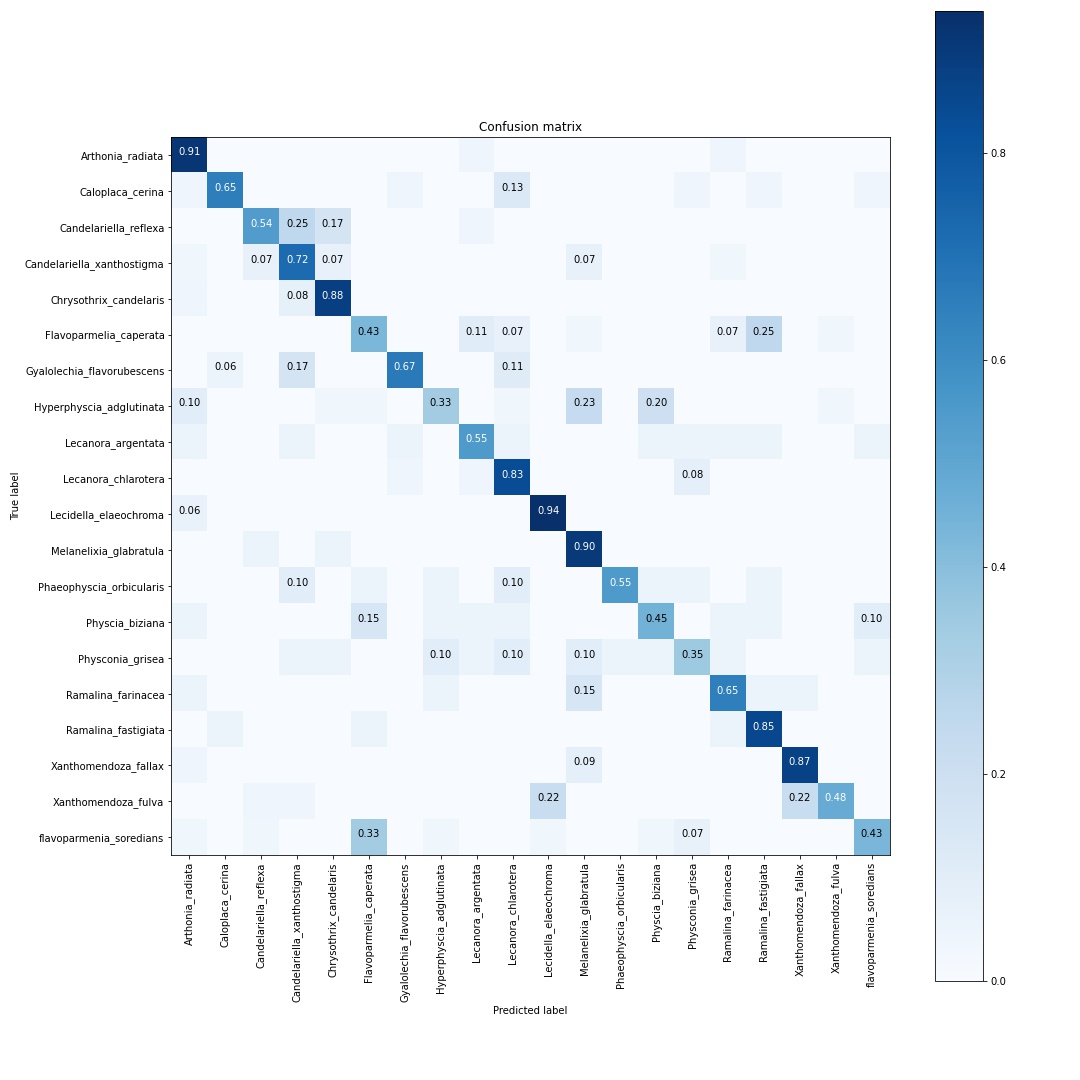 Confusion matrix
Arthonia_radiata 0.91
Caloplaca_cerina 0.65 0.13
Candelariella_reflexa 0.54 0.25 0.17
Candelariella_xanthostigma 0.07 0.72 0.07 0.07
Chrysothrix_candelaris 0.08 0.88
Flavoparmelia_caperata 0.43 0.11 0.07 0.07 0.25
Gyalolechia_flavorubescens 0.06 0.17 0.67 0.11
Hyperphyscia_adglutinata 0.10 0.33 0.23 0.20
Lecanora_argentata 0.55
Lecanora_chlarotera 0.83 0.08
Lecidella_elaeochroma 0.06 0.94
Melanelixia_glabratula 0.90
Phaeophyscia_orbicularis 0.10 0.10 0.55
Physcia_biziana 0.15 0.45 0.10
Physconia_grisea 0.10 0.10 0.10 0.35
Ramalina_farinacea 0.15 0.65
Ramalina_fastigiata 0.85
Xanthomendoza_fallax 0.09 0.87
Xanthomendoza_fulva 0.22 0.22 0.48
flavoparmenia_soredians 0.33 0.07 0.43
True label
Arthonia_radiata
Caloplaca_cerina
Candelariella_reflexa
Candelariella_xanthostigma
Chrysothrix_candelaris
Flavoparmelia_caperata
Gyalolechia_flavorubescens
Hyperphyscia_adglutinata
Lecanora_argentata
Lecanora_chlarotera
Lecidella_elaeochroma
Melanelixia_glabratula
Phaeophyscia_orbicularis
Physcia_biziana
Physconia_grisea
Ramalina_farinacea
Ramalina_fastigiata
Xanthomendoza_fallax
Xanthomendoza_fulva
flavoparmenia_soredians
Predicted label
0.8
0.6
0.4
0.2
0.0